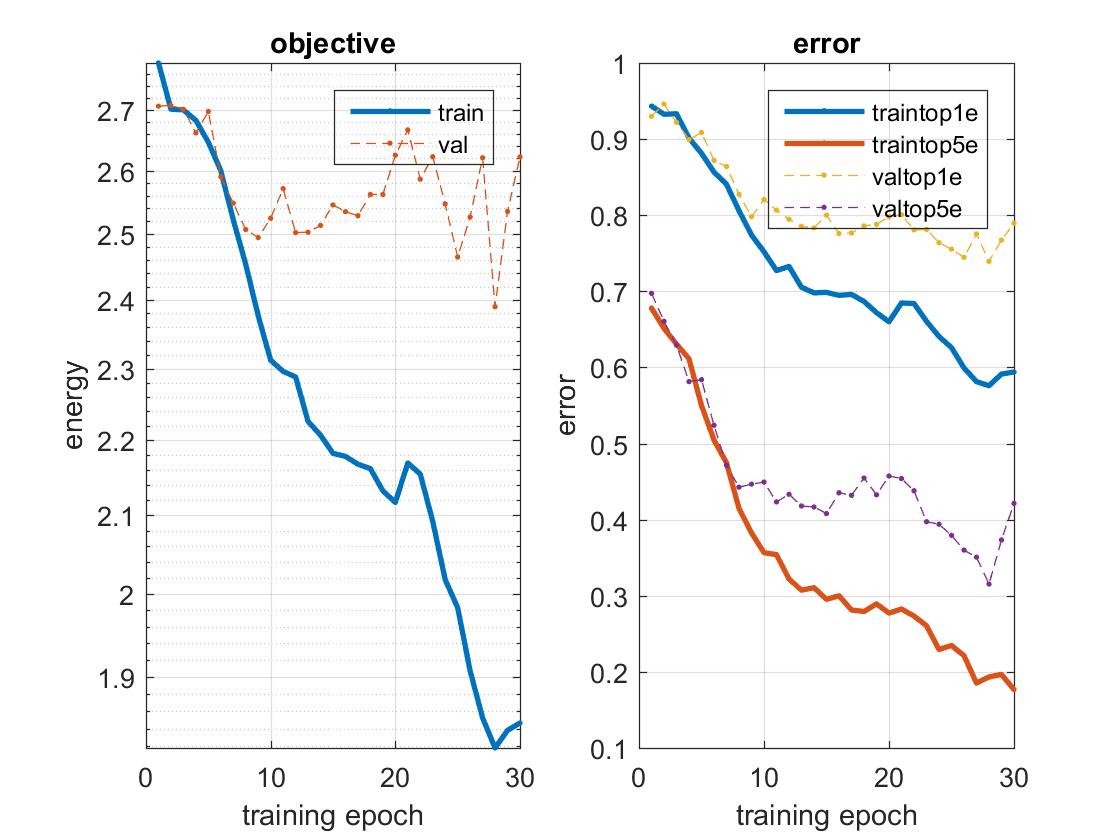 objective
train
val
2.7
2.6
2.5
2.4
2.3
2.2
2.1
2
1.9
energy
0
10
20
30
training epoch
error
traintop1e
traintop5e
valtop1e
valtop5e
1
0.9
0.8
0.7
0.6
0.5
0.4
0.3
0.2
0.1
error
0
10
20
30
training epoch